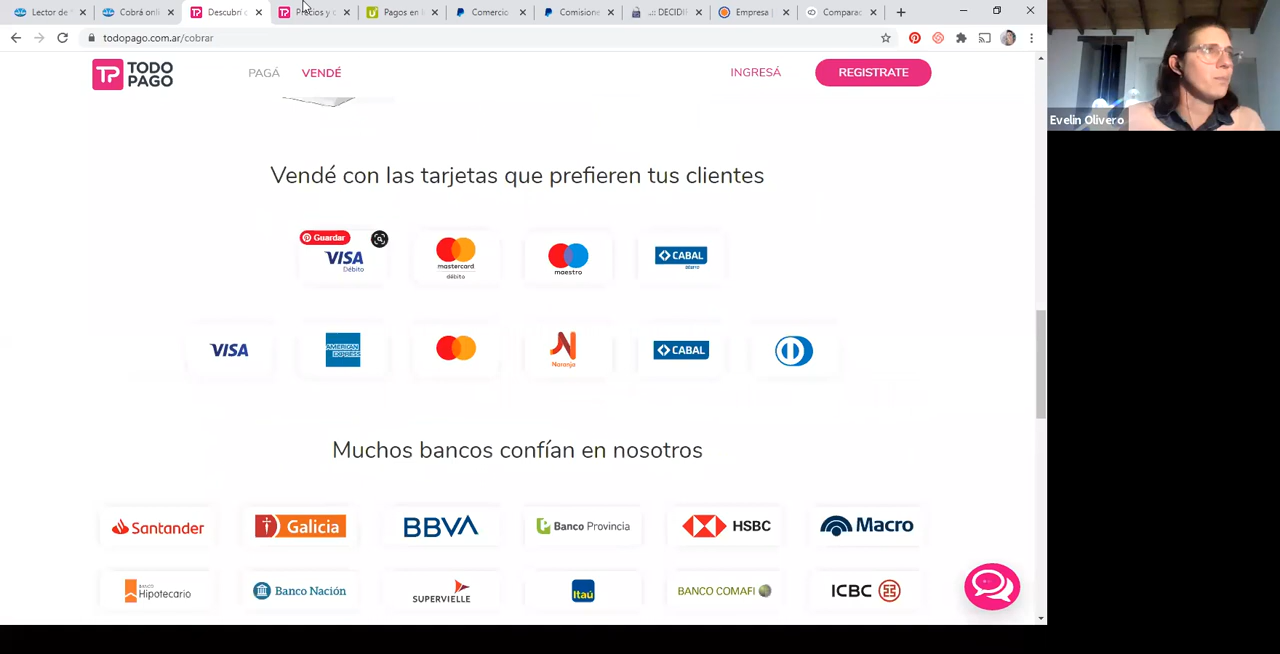 Lector de
Cobrá onli
Descubrí
Precios y c
Pagos en l
Comercio
Comisione
.::: DECIDI
Empresa |
Comparac
todopago.com.ar/cobrar
TODO PAGO
PAGÁ
VENDÉ
INGRESÁ
REGISTRATE
Evelin Olivero
Vendé con las tarjetas que prefieren tus clientes
Guardar
VISA
Débito
mastercard
débito
maestro
CABAL
VISA
AMERICAN EXPRESS
Naranja
CABAL
Muchos bancos confían en nosotros
Santander
Galicia
BBVA
Banco Provincia
HSBC
Macro
BANCO
Hipotecario
Banco Nación
SUPERVIELLE
Itaú
BANCO COMAFI
ICBC